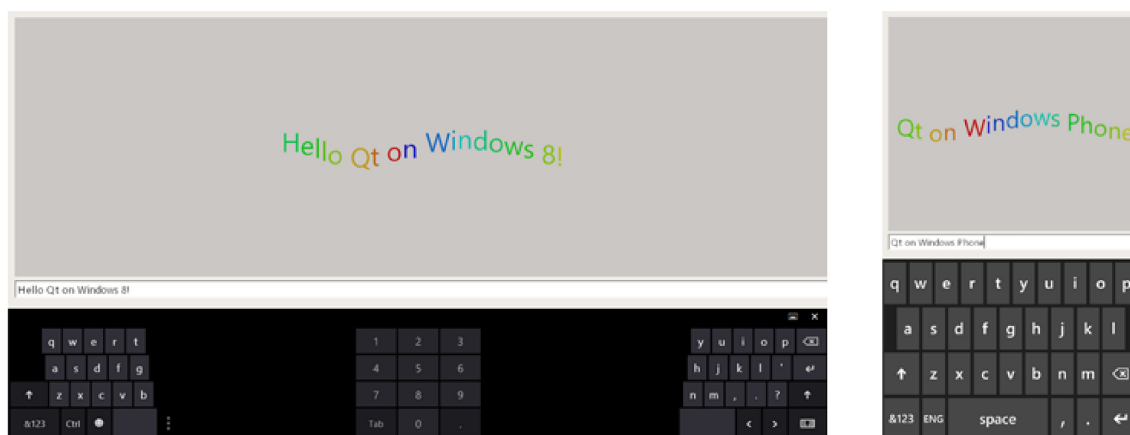 Hello Qt on Windows 8!
Hello Qt on Windows 8!
q w e r t 1 2 3 y u i o p
a s d f g 4 5 6 h j k l '
z x c v b 7 8 9 n m , . ?
&123 Ctrl Tab 0 . < >
Qt on Windows Phone
Qt on Windows Phone
q w e r t y u i o p
a s d f g h j k l
z x c v b n m
&123 ENG space , .